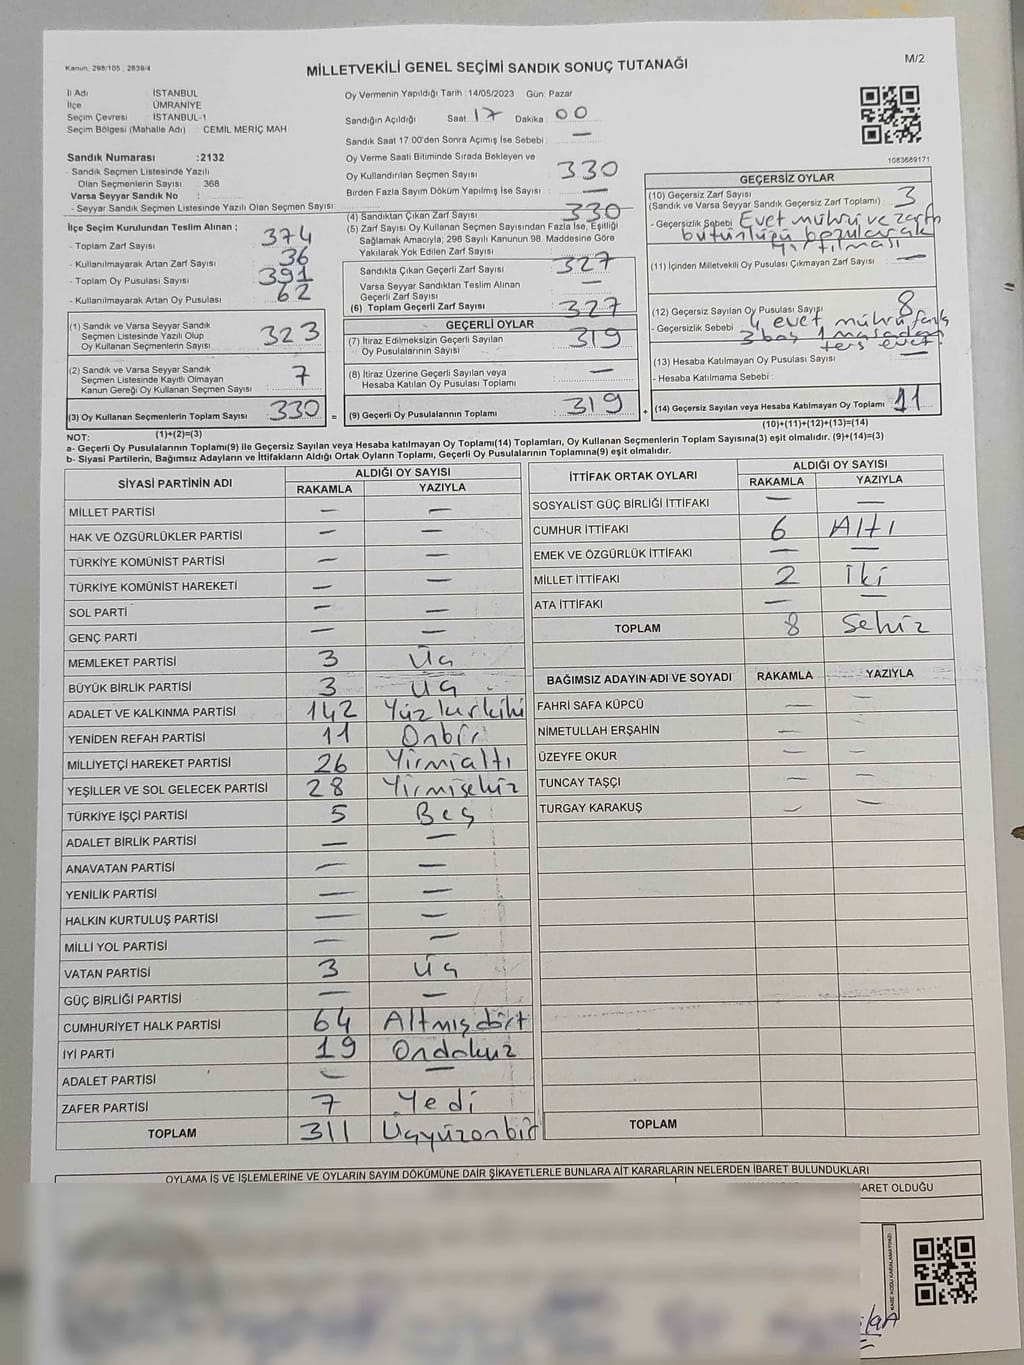 Kanun: 298/105 , 2839/4
MİLLETVEKİLİ GENEL SEÇİMİ SANDIK SONUÇ TUTANAĞI
M/2
İl Adı İSTANBUL
İlçe ÜMRANİYE
Seçim Çevresi İSTANBUL-1
Seçim Bölgesi (Mahalle Adı) : CEMİL MERİÇ MAH
Sandık Numarası :2132
- Sandık Seçmen Listesinde Yazılı
Olan Seçmenlerin Sayısı : 368
Varsa Seyyar Sandık No :
- Seyyar Sandık Seçmen Listesinde Yazılı Olan Seçmen Sayısı:
Oy Vermenin Yapıldığı Tarih :14/05/2023 Gün: Pazar
Sandığın Açıldığı Saat 17 Dakika 00
Sandık Saat 17:00'den Sonra Açımış İse Sebebi : —
Oy Verme Saati Bitiminde Sırada Bekleyen ve
Oy Kullandırılan Seçmen Sayısı : 330
Birden Fazla Sayım Döküm Yapılmış İse Sayısı : —
1083689171
İlçe Seçim Kurulundan Teslim Alınan ;
- Toplam Zarf Sayısı : 374
- Kullanılmayarak Artan Zarf Sayısı : 36
- Toplam Oy Pusulası Sayısı : 391
- Kullanılmayarak Artan Oy Pusulası : 62
(1) Sandık ve Varsa Seyyar Sandık
Seçmen Listesinde Yazılı Olup
Oy Kullanan Seçmenlerin Sayısı : 323
(2) Sandık ve Varsa Seyyar Sandık
Seçmen Listesinde Kayıtlı Olmayan
Kanun Gereği Oy Kullanan Seçmen Sayısı : 7
(3) Oy Kullanan Seçmenlerin Toplam Sayısı : 330 =
(4) Sandıktan Çıkan Zarf Sayısı : 330
(5) Zarf Sayısı Oy Kullanan Seçmen Sayısından Fazla İse, Eşitliği
Sağlamak Amacıyla; 298 Sayılı Kanunun 98. Maddesine Göre
Yakılarak Yok Edilen Zarf Sayısı :
Sandıkta Çıkan Geçerli Zarf Sayısı : 327
Varsa Seyyar Sandıktan Teslim Alınan
Geçerli Zarf Sayısı : —
(6) Toplam Geçerli Zarf Sayısı : 327
GEÇERLİ OYLAR
(7) İtiraz Edilmeksizin Geçerli Sayılan
Oy Pusulalarının Sayısı : 319
(8) İtiraz Üzerine Geçerli Sayılan veya
Hesaba Katılan Oy Pusulası Toplamı : —
(9) Geçerli Oy Pusulalarının Toplamı : 319 +
GEÇERSİZ OYLAR
(10) Geçersiz Zarf Sayısı
(Sandık ve Varsa Seyyar Sandık Geçersiz Zarf Toplamı) : 3
- Geçersizlik Sebebi : Evet mührü ve zarfın
bütünlüğü bozularak
yırtılması
(11) İçinden Milletvekili Oy Pusulası Çıkmayan Zarf Sayısı : —
(12) Geçersiz Sayılan Oy Pusulası Sayısı : 8
- Geçersizlik Sebebi : 4 evet mührü fazla
3 boş 1
ters evet
(13) Hesaba Katılmayan Oy Pusulası Sayısı : —
- Hesaba Katılmama Sebebi :
(14) Geçersiz Sayılan veya Hesaba Katılmayan Oy Toplamı : 11
(10)+(11)+(12)+(13)=(14)
NOT: (1)+(2)=(3)
a- Geçerli Oy Pusulaların Toplamı(9) ile Geçersiz Sayılan veya Hesaba katılmayan Oy Toplamı(14) Toplamları, Oy Kullanan Seçmenlerin Toplam Sayısına(3) eşit olmalıdır. (9)+(14)=(3)
b- Siyasi Partilerin, Bağımsız Adayların ve İttifakların Aldığı Ortak Oyların Toplamı, Geçerli Oy Pusulalarının Toplamına(9) eşit olmalıdır.
SİYASİ PARTİNİN ADI ALDIĞI OY SAYISI
RAKAMLA YAZIYLA
MİLLET PARTİSİ — —
HAK VE ÖZGÜRLÜKLER PARTİSİ — —
TÜRKİYE KOMÜNİST PARTİSİ — —
TÜRKİYE KOMÜNİST HAREKETİ — —
SOL PARTİ — —
GENÇ PARTİ — —
MEMLEKET PARTİSİ 3 Üç
BÜYÜK BİRLİK PARTİSİ 3 Üç
ADALET VE KALKINMA PARTİSİ 142 Yüzkırkiki
YENİDEN REFAH PARTİSİ 11 Onbir
MİLLİYETÇİ HAREKET PARTİSİ 26 Yirmialtı
YEŞİLLER VE SOL GELECEK PARTİSİ 28 Yirmisekiz
TÜRKİYE İŞÇİ PARTİSİ 5 Beş
ADALET BİRLİK PARTİSİ — —
ANAVATAN PARTİSİ — —
YENİLİK PARTİSİ — —
HALKIN KURTULUŞ PARTİSİ — —
MİLLİ YOL PARTİSİ — —
VATAN PARTİSİ 3 Üç
GÜÇ BİRLİĞİ PARTİSİ — —
CUMHURİYET HALK PARTİSİ 64 Altmışdört
İYİ PARTİ 19 Ondokuz
ADALET PARTİSİ — —
ZAFER PARTİSİ 7 Yedi
TOPLAM 311 Üçyüzonbir
İTTİFAK ORTAK OYLARI ALDIĞI OY SAYISI
RAKAMLA YAZIYLA
SOSYALİST GÜÇ BİRLİĞİ İTTİFAKI — —
CUMHUR İTTİFAKI 6 Altı
EMEK VE ÖZGÜRLÜK İTTİFAKI — —
MİLLET İTTİFAKI 2 İki
ATA İTTİFAKI — —
TOPLAM 8 Sekiz
BAĞIMSIZ ADAYIN ADI VE SOYADI RAKAMLA YAZIYLA
FAHRİ SAFA KÜPCÜ — —
NİMETULLAH ERŞAHİN — —
ÜZEYFE OKUR — —
TUNCAY TAŞÇI — —
TURGAY KARAKUŞ — —
TOPLAM
OYLAMA İŞ VE İŞLEMLERİNE VE OYLARIN SAYIM DÖKÜMÜNE DAİR ŞİKAYETLERLE BUNLARA AİT KARARLARIN NELERDEN İBARET BULUNDUKLARI
BARET OLDUĞU